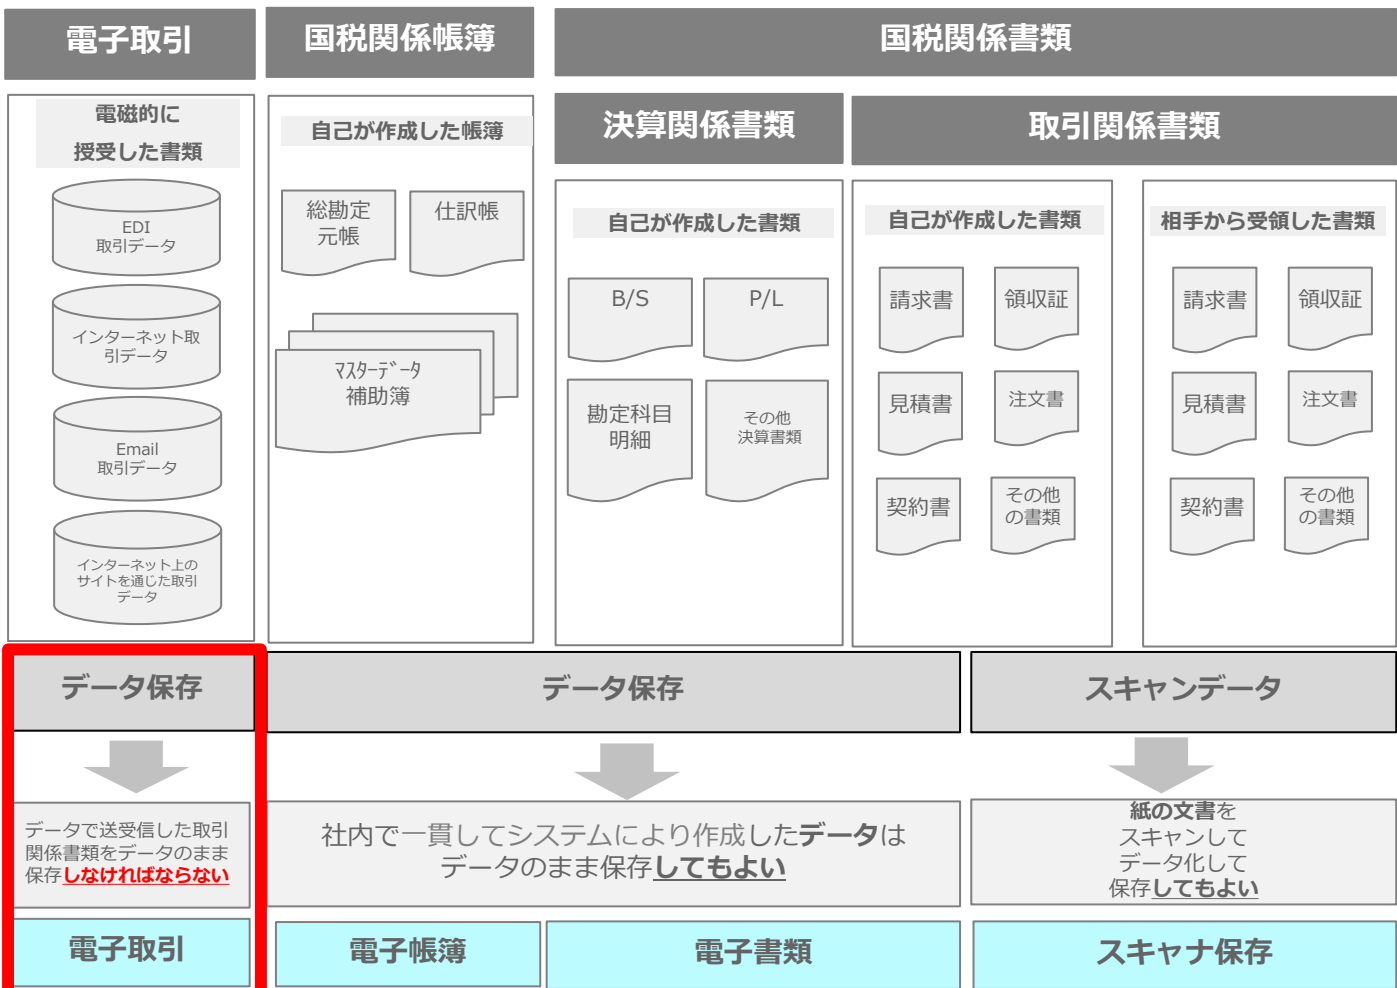 電子取引
国税関係帳簿
国税関係書類
電磁的に
授受した書類
EDI
取引データ
インターネット取
引データ
Email
取引データ
インターネット上の
サイトを通じた取引
データ
自己が作成した帳簿
総勘定
元帳
仕訳帳
ﾏｽﾀｰﾃﾞｰﾀ
補助簿
決算関係書類
自己が作成した書類
B/S
P/L
勘定科目
明細
その他
決算書類
取引関係書類
自己が作成した書類
請求書
領収証
見積書
注文書
契約書
その他
の書類
相手から受領した書類
請求書
領収証
見積書
注文書
契約書
その他
の書類
データ保存
データ保存
スキャンデータ
データで送受信した取引
関係書類をデータのまま
保存しなければならない
社内で一貫してシステムにより作成したデータは
データのまま保存してもよい
紙の文書を
スキャンして
データ化して
保存してもよい
電子取引
電子帳簿
電子書類
スキャナ保存